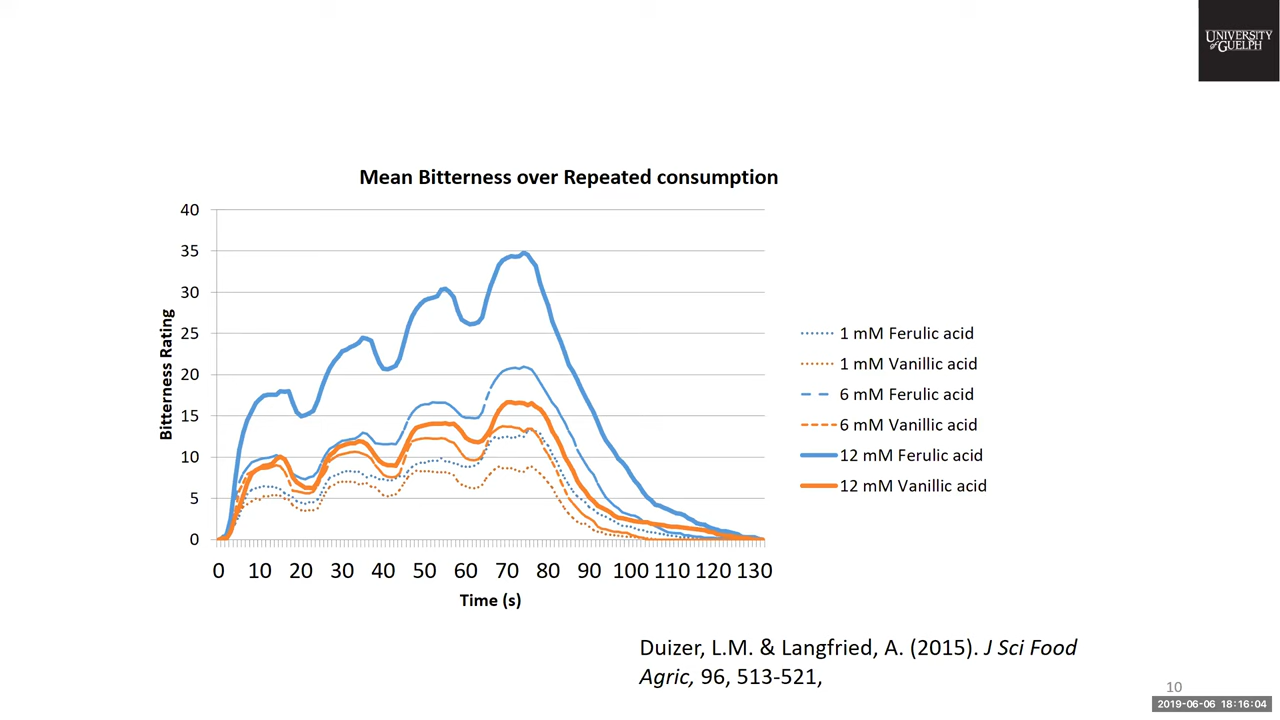 UNIVERSITY
of GUELPH
Mean Bitterness over Repeated consumption
40
35
30
25
20
15
10
5
0
Bitterness Rating
0 10 20 30 40 50 60 70 80 90 100 110 120 130
Time (s)
1 mM Ferulic acid
1 mM Vanillic acid
6 mM Ferulic acid
6 mM Vanillic acid
12 mM Ferulic acid
12 mM Vanillic acid
Duizer, L.M. & Langfried, A. (2015). J Sci Food
Agric, 96, 513-521,
10
2019-06-06 18:16:04